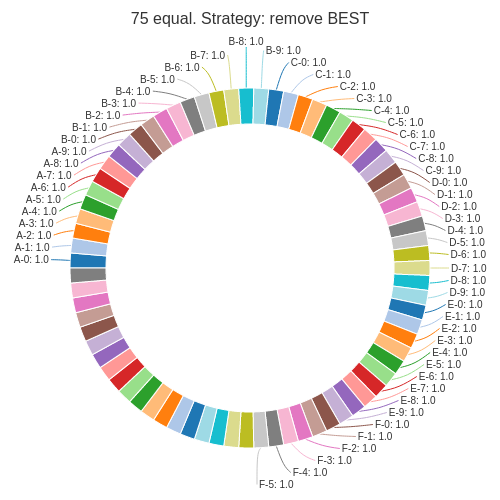 75 equal. Strategy: remove BEST
A-0: 1.0
A-1: 1.0
A-2: 1.0
A-3: 1.0
A-4: 1.0
A-5: 1.0
A-6: 1.0
A-7: 1.0
A-8: 1.0
A-9: 1.0
B-0: 1.0
B-1: 1.0
B-2: 1.0
B-3: 1.0
B-4: 1.0
B-5: 1.0
B-6: 1.0
B-7: 1.0
B-8: 1.0
B-9: 1.0
C-0: 1.0
C-1: 1.0
C-2: 1.0
C-3: 1.0
C-4: 1.0
C-5: 1.0
C-6: 1.0
C-7: 1.0
C-8: 1.0
C-9: 1.0
D-0: 1.0
D-1: 1.0
D-2: 1.0
D-3: 1.0
D-4: 1.0
D-5: 1.0
D-6: 1.0
D-7: 1.0
D-8: 1.0
D-9: 1.0
E-0: 1.0
E-1: 1.0
E-2: 1.0
E-3: 1.0
E-4: 1.0
E-5: 1.0
E-6: 1.0
E-7: 1.0
E-8: 1.0
E-9: 1.0
F-0: 1.0
F-1: 1.0
F-2: 1.0
F-3: 1.0
F-4: 1.0
F-5: 1.0